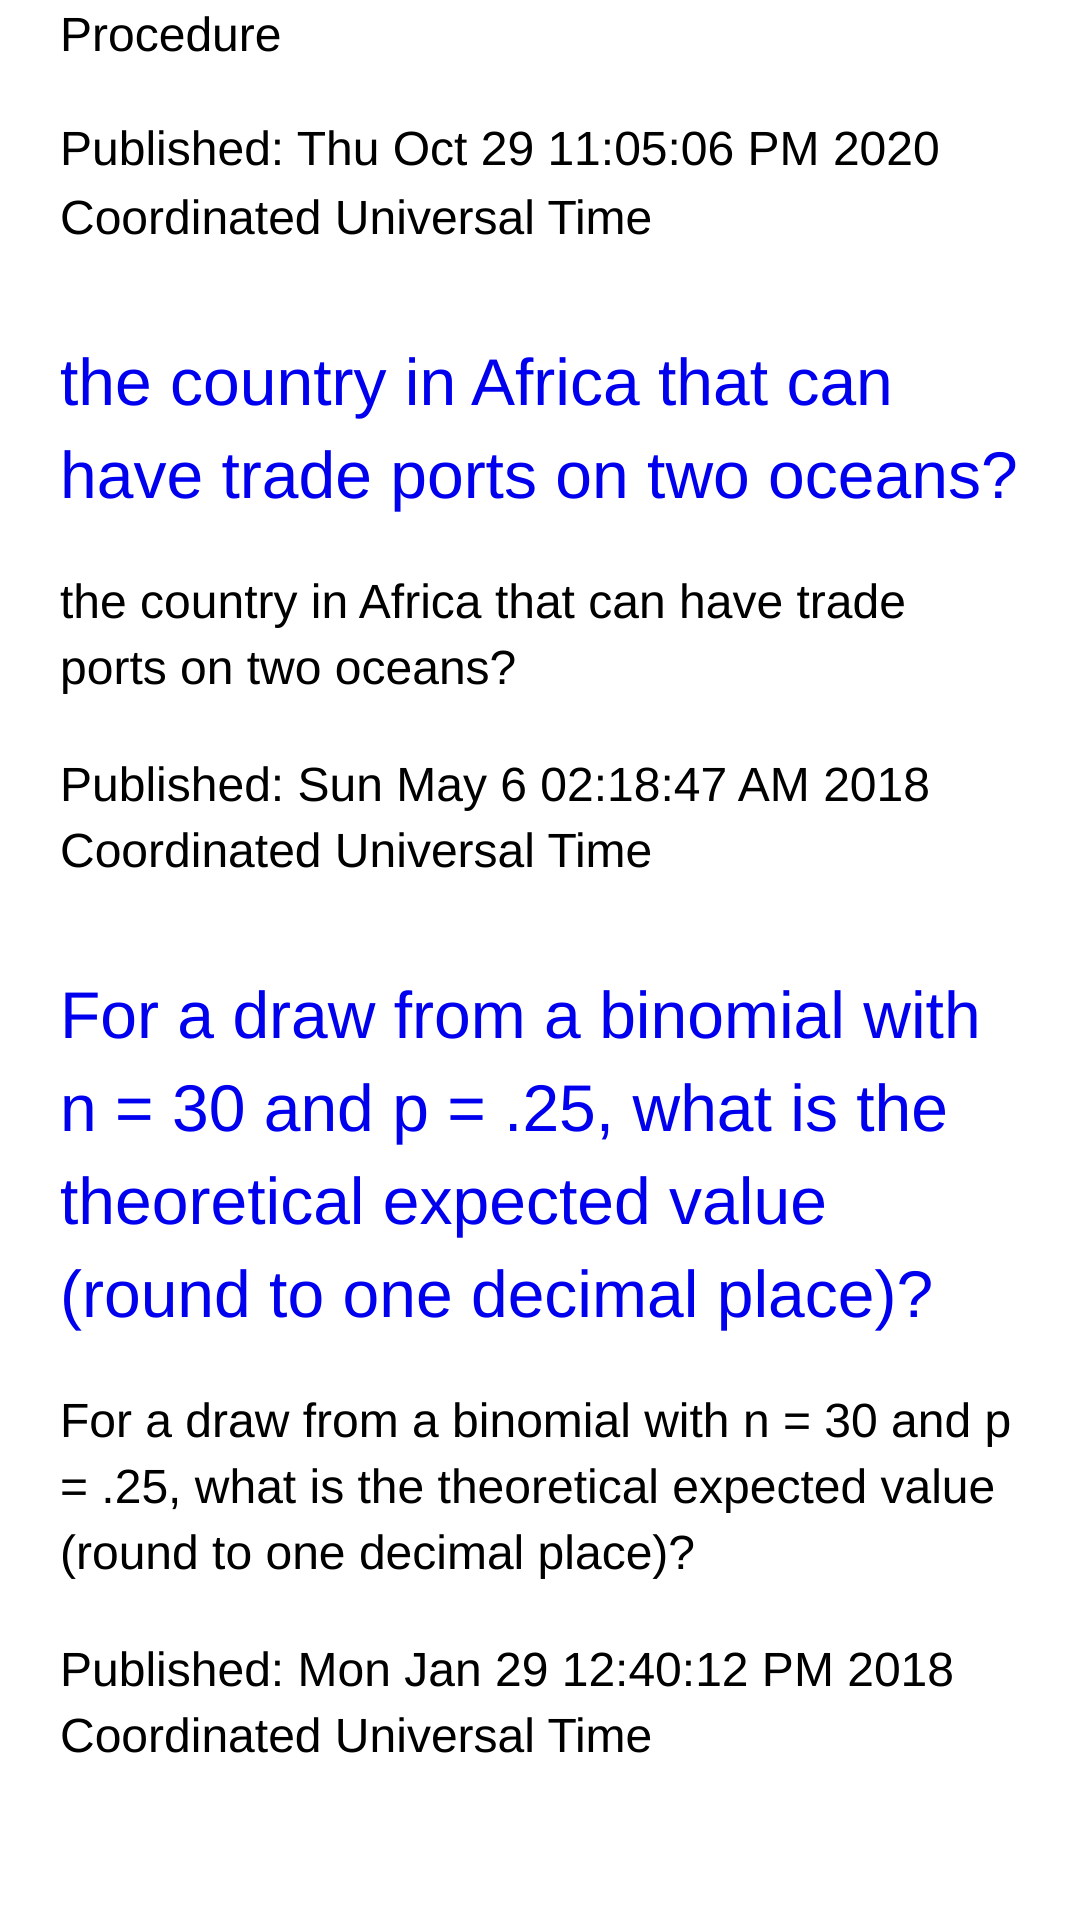 Procedure
Published: Thu Oct 29 11:05:06 PM 2020
Coordinated Universal Time
the country in Africa that can
have trade ports on two oceans?
the country in Africa that can have trade
ports on two oceans?
Published: Sun May 6 02:18:47 AM 2018
Coordinated Universal Time
For a draw from a binomial with
n = 30 and p = .25, what is the
theoretical expected value
(round to one decimal place)?
For a draw from a binomial with n = 30 and p
= .25, what is the theoretical expected value
(round to one decimal place)?
Published: Mon Jan 29 12:40:12 PM 2018
Coordinated Universal Time